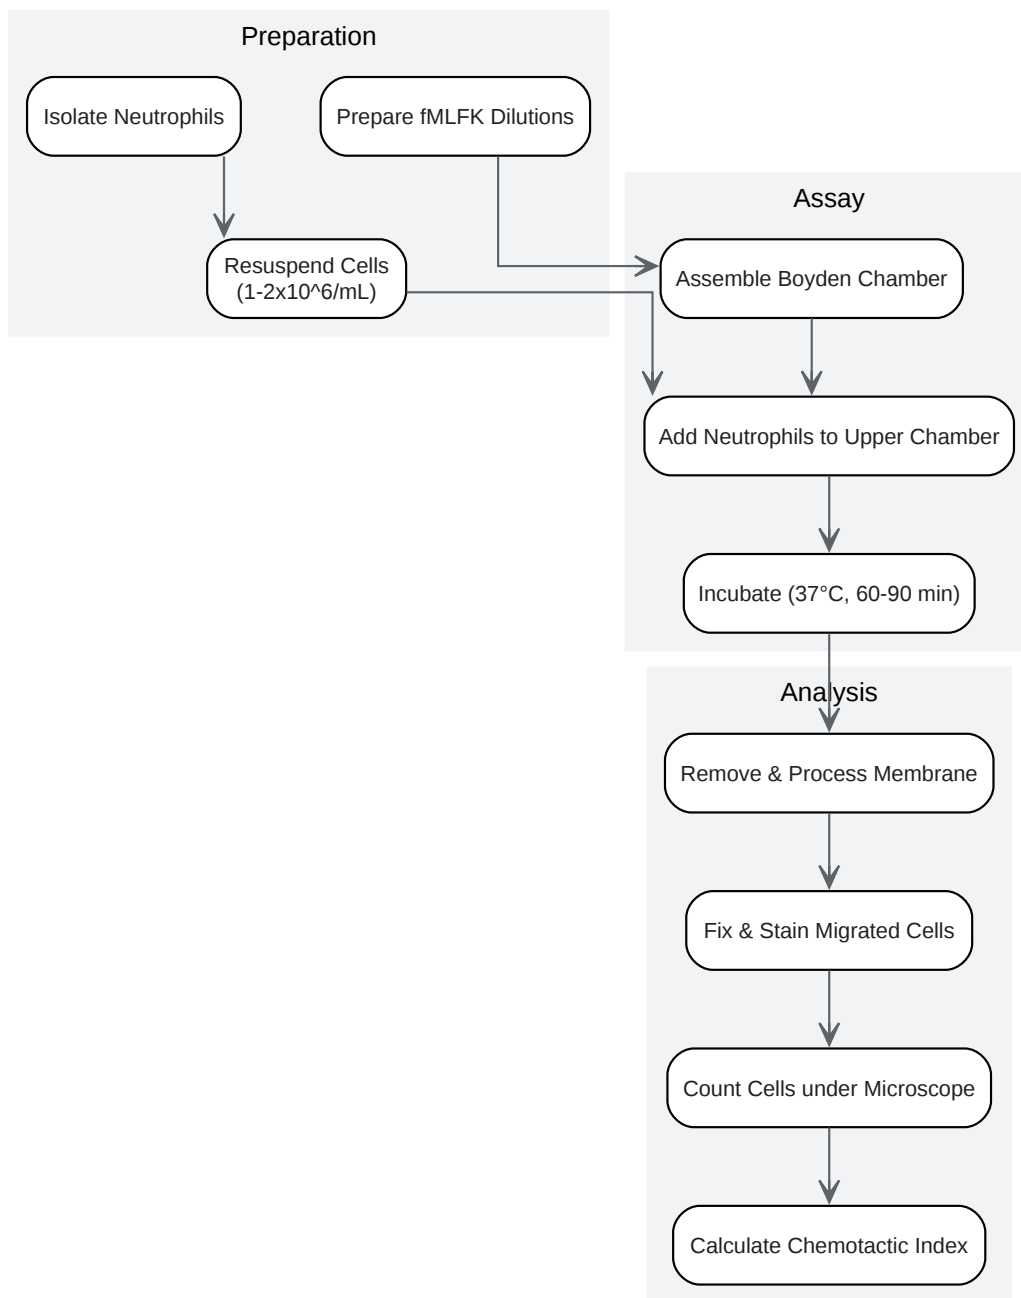 Preparation
Isolate Neutrophils
Prepare fMLFK Dilutions
Resuspend Cells
(1-2x10^6/mL)
Assay
Assemble Boyden Chamber
Add Neutrophils to Upper Chamber
Incubate (37°C, 60-90 min)
Analysis
Remove & Process Membrane
Fix & Stain Migrated Cells
Count Cells under Microscope
Calculate Chemotactic Index